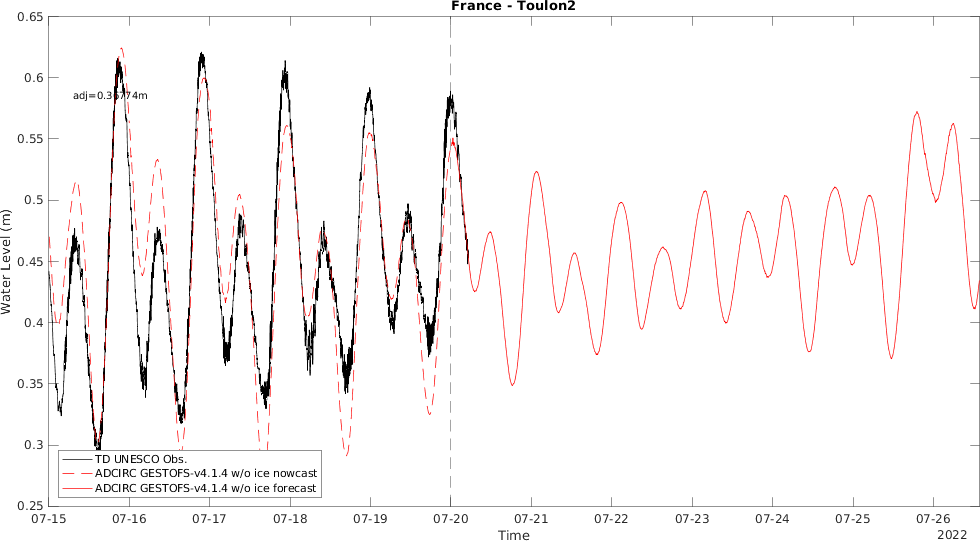 France - Toulon2
0.65
0.6
0.55
0.5
0.45
0.4
0.35
0.3
0.25
Water Level (m)
TD UNESCO Obs.
ADCIRC GESTOFS-v4.1.4 w/o ice nowcast
ADCIRC GESTOFS-v4.1.4 w/o ice forecast
07-15 07-16 07-17 07-18 07-19 07-20 07-21 07-22 07-23 07-24 07-25 07-26
Time
2022